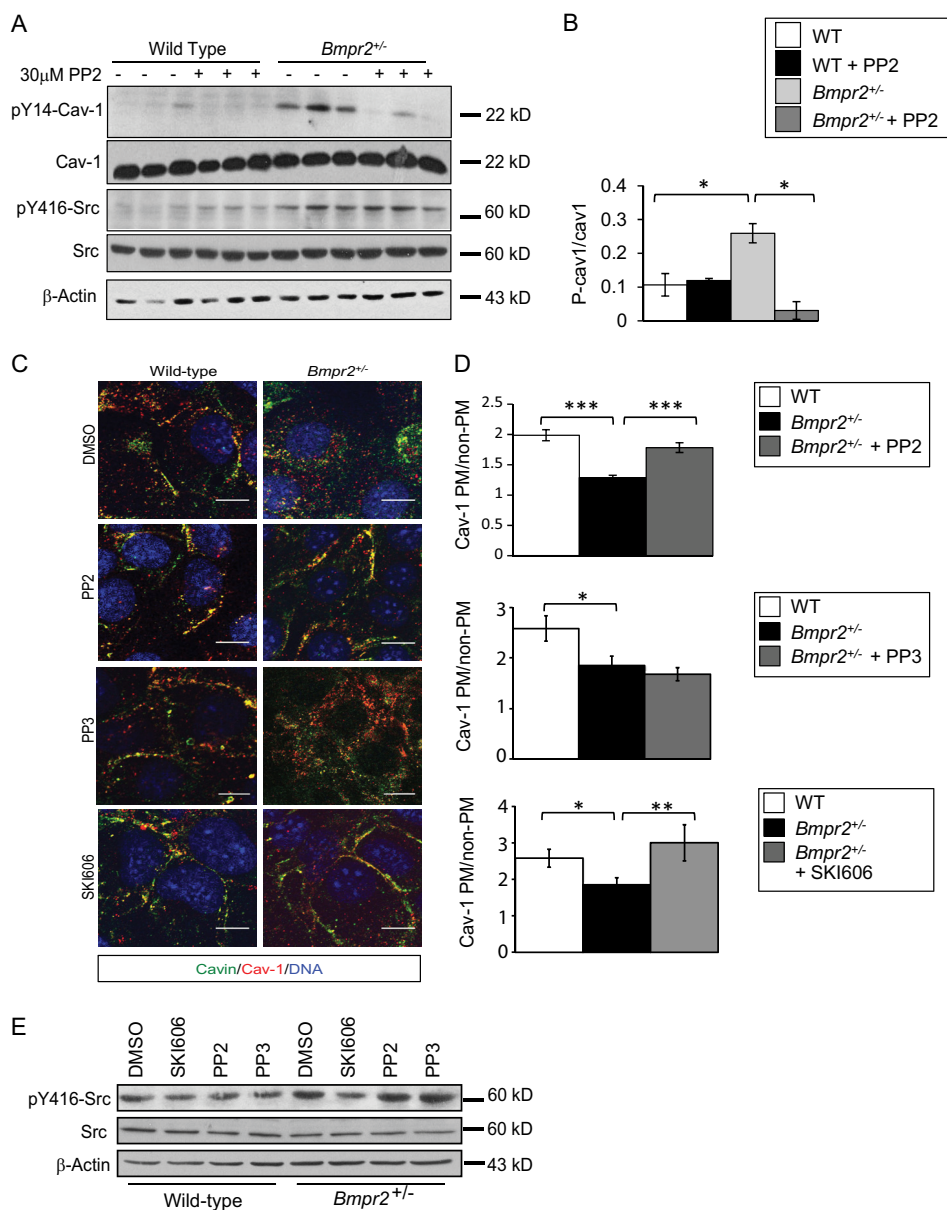 A
Wild Type
Bmpr2+/-
30μM PP2
- - - + + + - - - + + +
pY14-Cav-1
22 kD
Cav-1
22 kD
pY416-Src
60 kD
Src
60 kD
β-Actin
43 kD
B
WT
WT + PP2
Bmpr2+/-
Bmpr2+/- + PP2
P-cav1/cav1
0.4
0.3
0.2
0.1
0
*
*
C
Wild-type
Bmpr2+/-
DMSO
PP2
PP3
SKI606
Cavin/Cav-1/DNA
D
Cav-1 PM/non-PM
2.5
2
1.5
1
0.5
0
***
***
WT
Bmpr2+/-
Bmpr2+/- + PP2
Cav-1 PM/non-PM
3
2
1
0
*
WT
Bmpr2+/-
Bmpr2+/- + PP3
Cav-1 PM/non-PM
4
3
2
1
0
*
**
WT
Bmpr2+/-
Bmpr2+/-
+ SKI606
E
DMSO SKI606 PP2 PP3 DMSO SKI606 PP2 PP3
pY416-Src
60 kD
Src
60 kD
β-Actin
43 kD
Wild-type
Bmpr2+/-